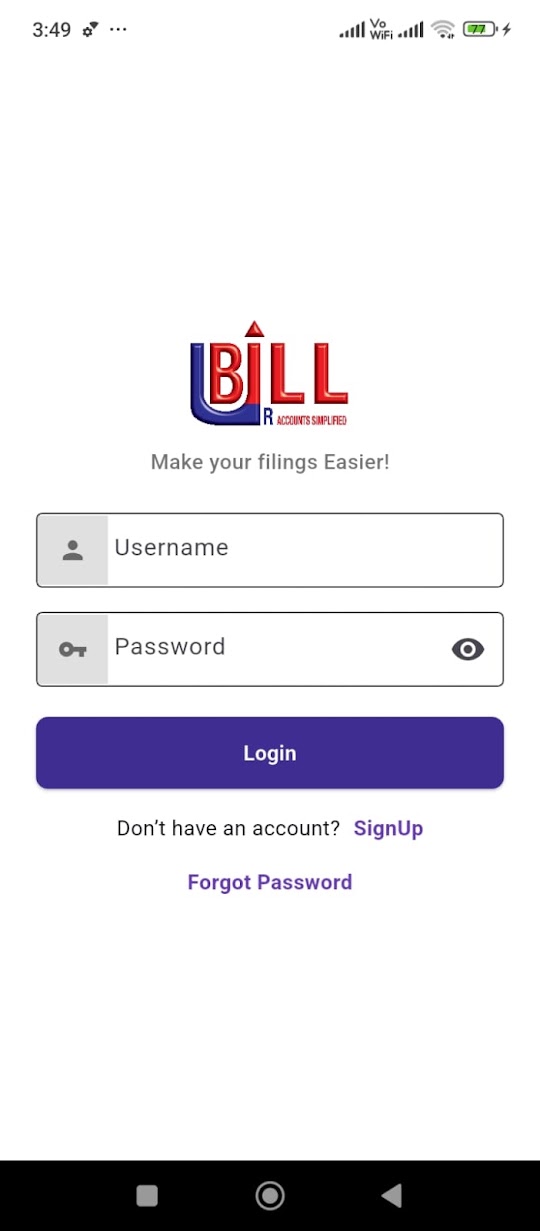 3:49 ... Vo WiFi 77
UR BILL
ACCOUNTS SIMPLIFIED
Make your filings Easier!
Username
Password
Login
Don't have an account? SignUp
Forgot Password